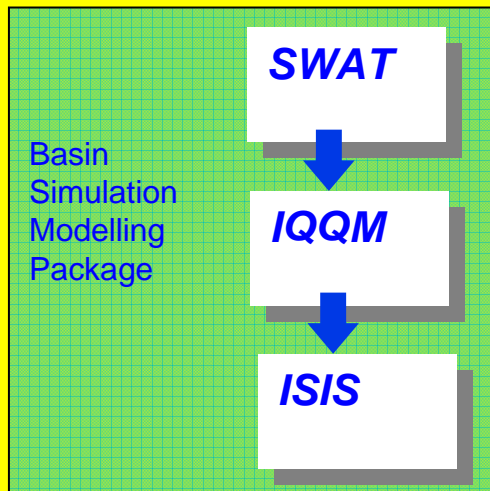 SWAT
Basin
Simulation
Modelling
Package
IQQM
ISIS